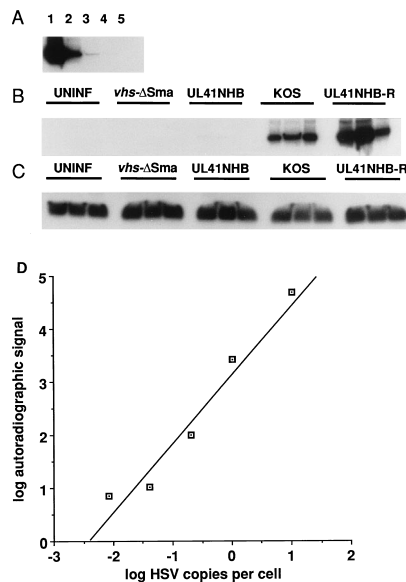 A
1 2 3 4 5
B
UNINF vhs-ΔSma UL41NHB KOS UL41NHB-R
C
UNINF vhs-ΔSma UL41NHB KOS UL41NHB-R
D
log autoradiographic signal
5
4
3
2
1
0
-3 -2 -1 0 1 2
log HSV copies per cell